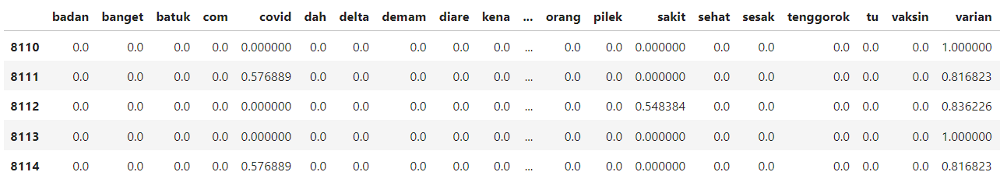 badan banget batuk com covid dah delta demam diare kena ... orang pilek sakit sehat sesak tenggorok tu vaksin varian
8110 0.0 0.0 0.0 0.0 0.000000 0.0 0.0 0.0 0.0 0.0 ... 0.0 0.0 0.000000 0.0 0.0 0.0 0.0 0.0 1.000000
8111 0.0 0.0 0.0 0.0 0.576889 0.0 0.0 0.0 0.0 0.0 ... 0.0 0.0 0.000000 0.0 0.0 0.0 0.0 0.0 0.816823
8112 0.0 0.0 0.0 0.0 0.000000 0.0 0.0 0.0 0.0 0.0 ... 0.0 0.0 0.548384 0.0 0.0 0.0 0.0 0.0 0.836226
8113 0.0 0.0 0.0 0.0 0.000000 0.0 0.0 0.0 0.0 0.0 ... 0.0 0.0 0.000000 0.0 0.0 0.0 0.0 0.0 1.000000
8114 0.0 0.0 0.0 0.0 0.576889 0.0 0.0 0.0 0.0 0.0 ... 0.0 0.0 0.000000 0.0 0.0 0.0 0.0 0.0 0.816823